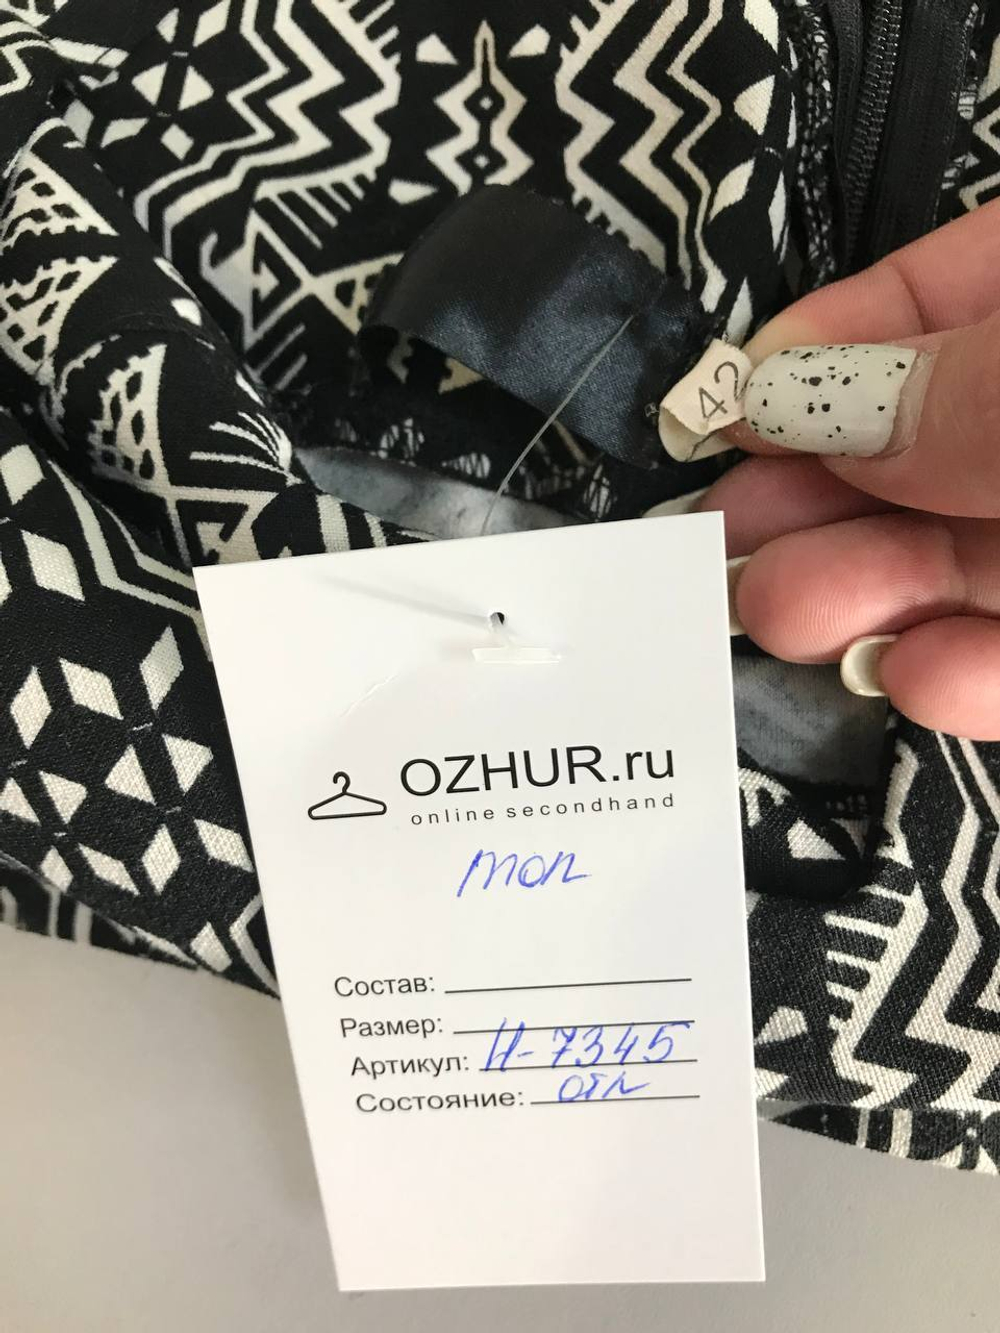 42
OZHUR.ru
online secondhand
топ
Состав:
Размер:
Артикул: Н-7345
Состояние: отл